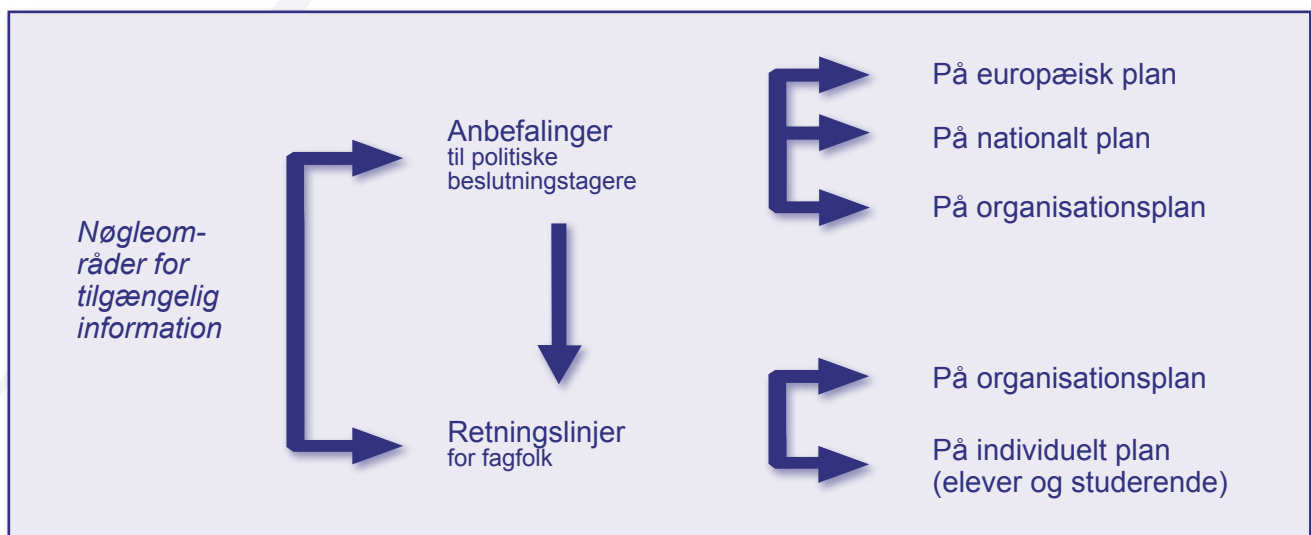 Nøgleom-
råder for
tilgængelig
information
Anbefalinger
til politiske
beslutningstagere
På europæisk plan
På nationalt plan
På organisationsplan
Retningslinjer
for fagfolk
På organisationsplan
På individuelt plan
(elever og studerende)